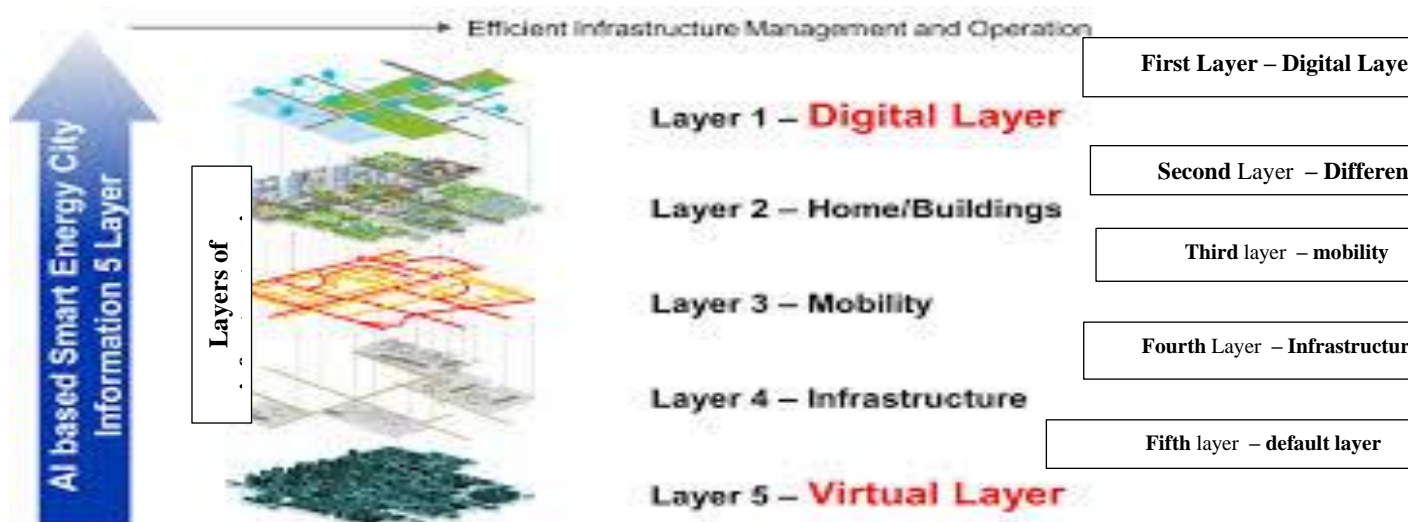 Efficient Infrastructure Management and Operation
First Layer – Digital Laye
Layer 1 – Digital Layer
Second Layer – Differen
Layer 2 – Home/Buildings
Third layer – mobility
Layer 3 – Mobility
Fourth Layer – Infrastructur
Layer 4 – Infrastructure
Fifth layer – default layer
Layer 5 – Virtual Layer
AI based Smart Energy City
Information 5 Layer
Layers of